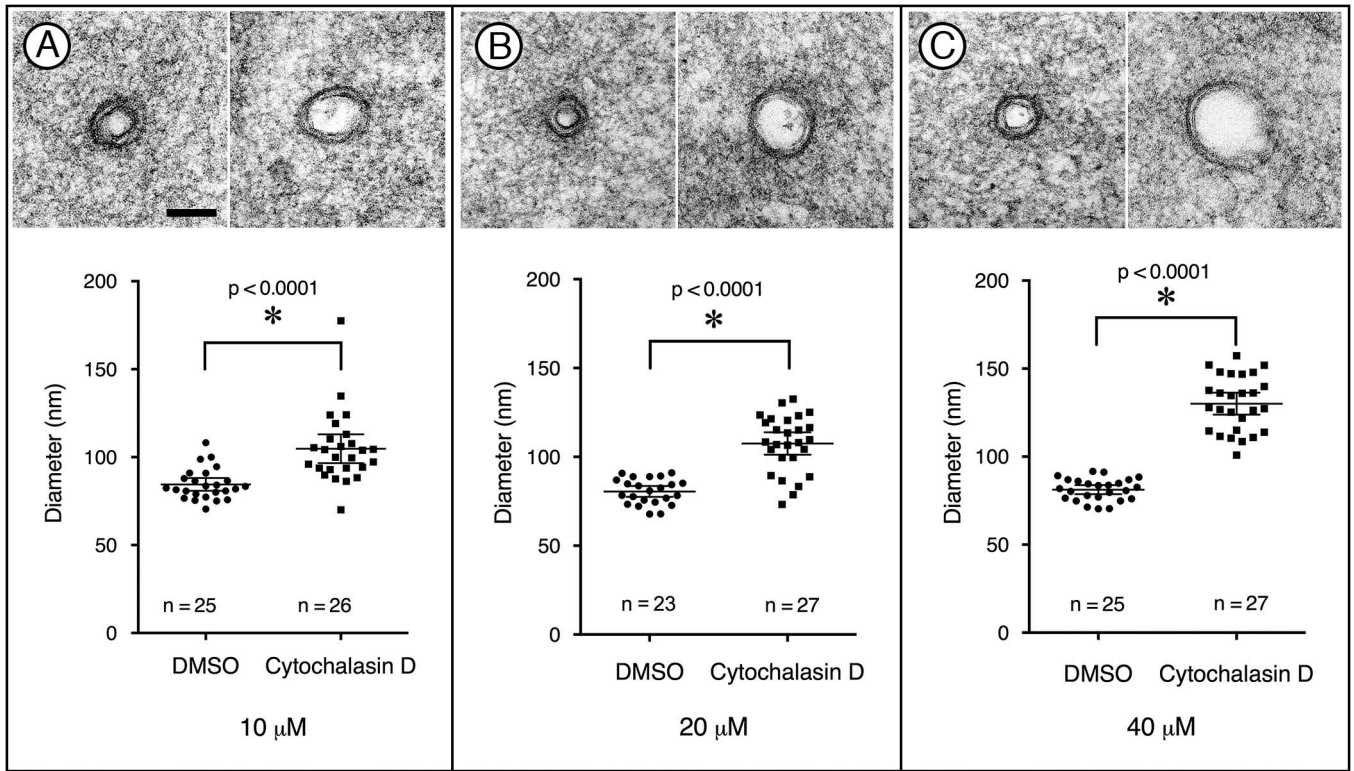 A
B
C
200
150
100
50
0
Diameter (nm)
p < 0.0001
*
n = 25
n = 26
DMSO
Cytochalasin D
10 μM
200
150
100
50
0
Diameter (nm)
p < 0.0001
*
n = 23
n = 27
DMSO
Cytochalasin D
20 μM
200
150
100
50
0
Diameter (nm)
p < 0.0001
*
n = 25
n = 27
DMSO
Cytochalasin D
40 μM